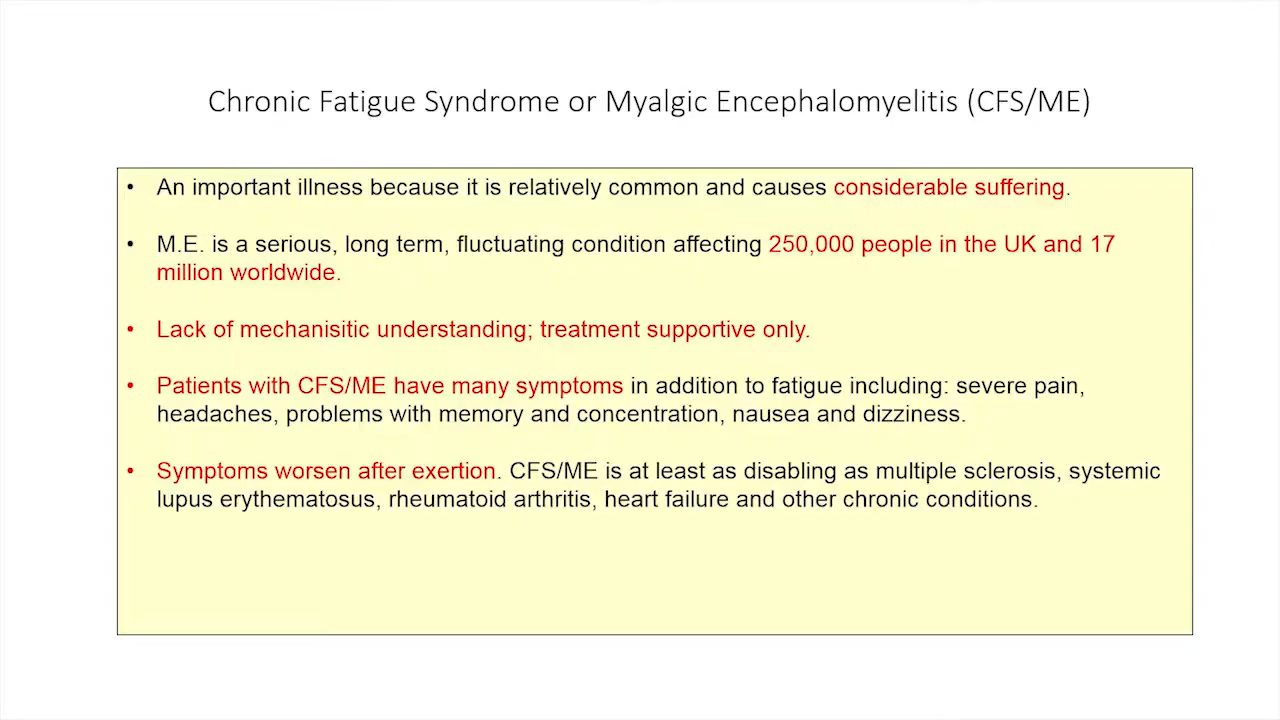 Chronic Fatigue Syndrome or Myalgic Encephalomyelitis (CFS/ME)
• An important illness because it is relatively common and causes considerable suffering.
• M.E. is a serious, long term, fluctuating condition affecting 250,000 people in the UK and 17
million worldwide.
• Lack of mechanisitic understanding; treatment supportive only.
• Patients with CFS/ME have many symptoms in addition to fatigue including: severe pain,
headaches, problems with memory and concentration, nausea and dizziness.
• Symptoms worsen after exertion. CFS/ME is at least as disabling as multiple sclerosis, systemic
lupus erythematosus, rheumatoid arthritis, heart failure and other chronic conditions.